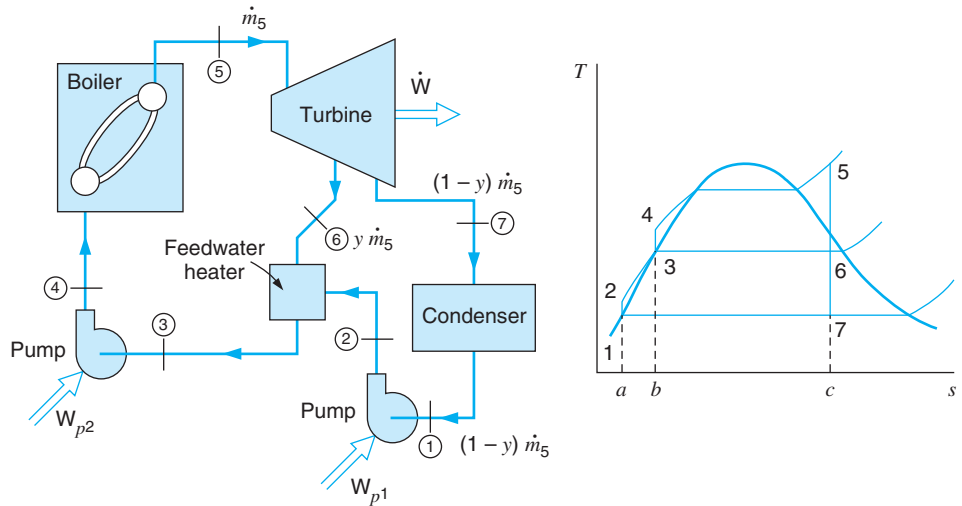 ṁ5
5
Boiler
Turbine
Ẇ
(1 − y) ṁ5
6
y ṁ5
7
Feedwater
heater
4
3
2
Condenser
Pump
Wp2
Pump
1
(1 − y) ṁ5
Wp1
T
5
4
3
6
2
7
1
a
b
c
s